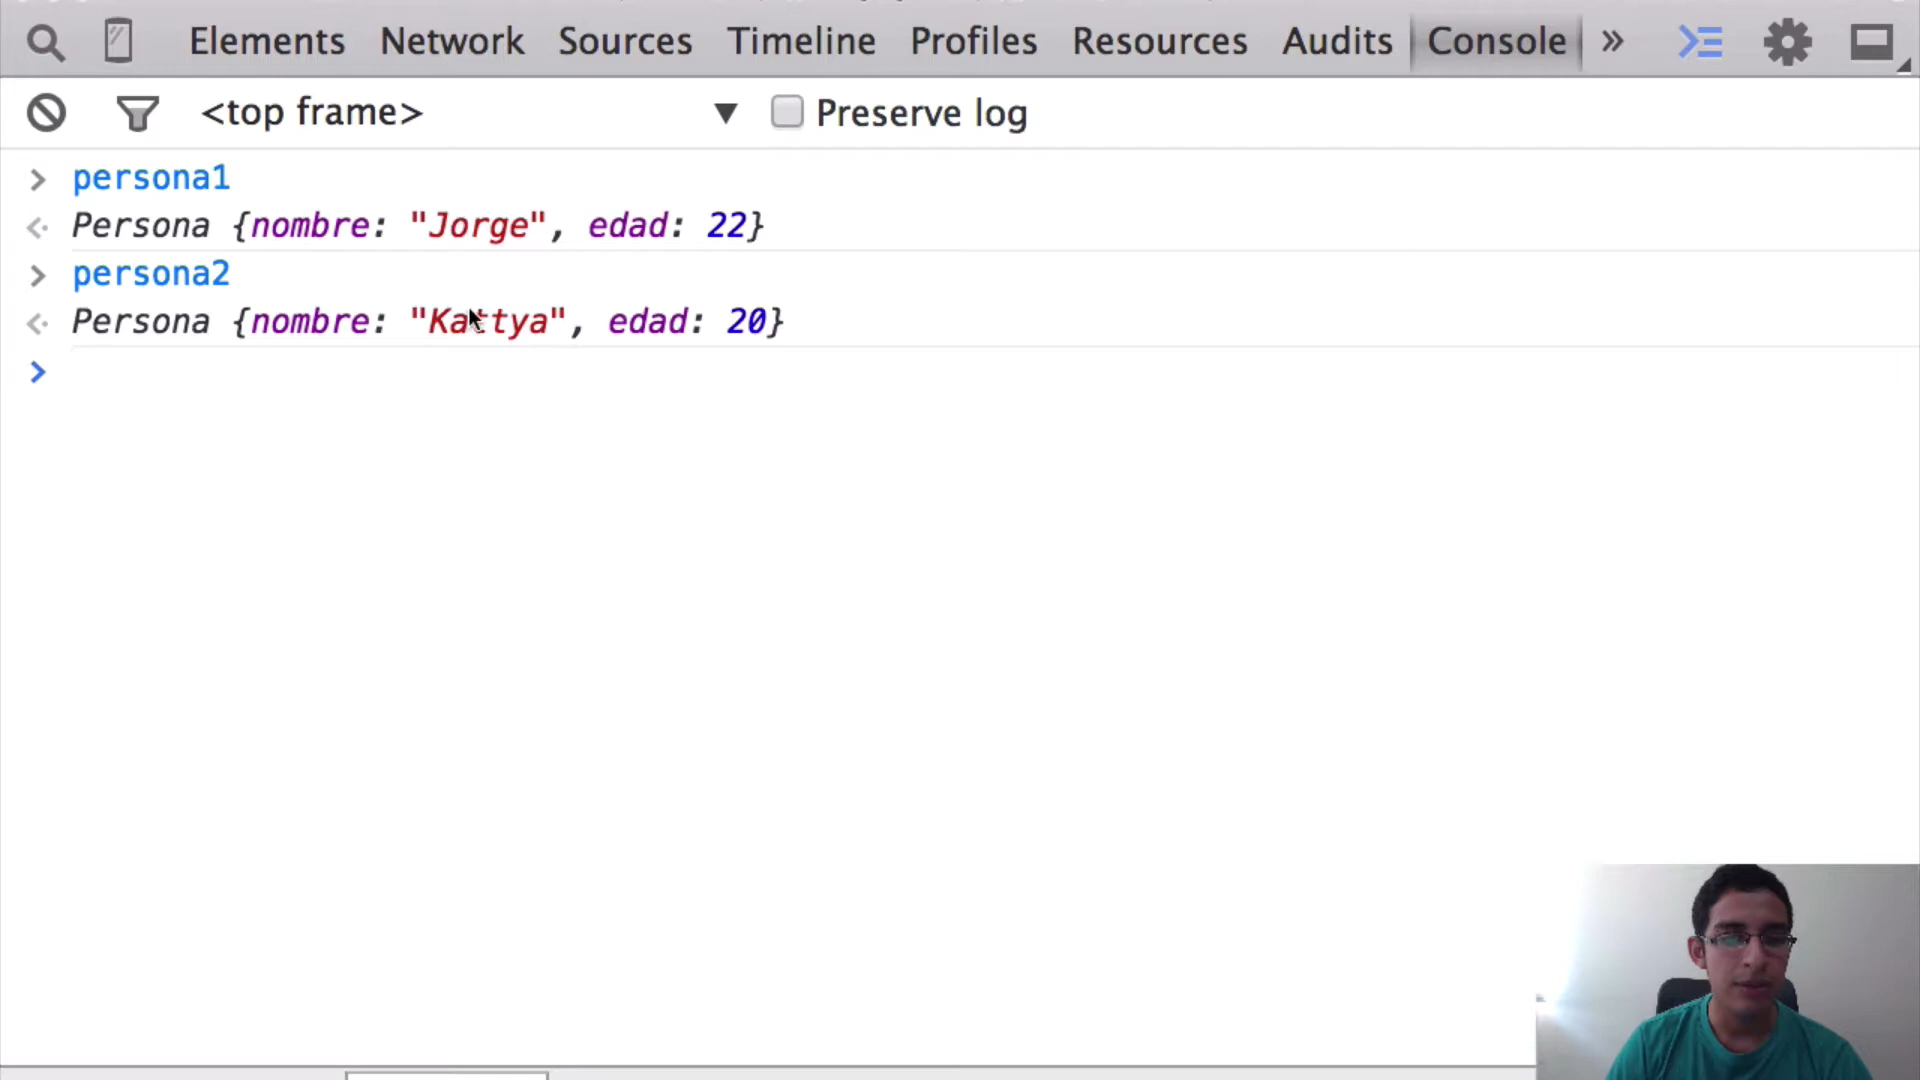 Elements Network Sources Timeline Profiles Resources Audits Console »
<top frame> ▼ Preserve log
> persona1
<· Persona {nombre: "Jorge", edad: 22}
> persona2
<· Persona {nombre: "Kattya", edad: 20}
>